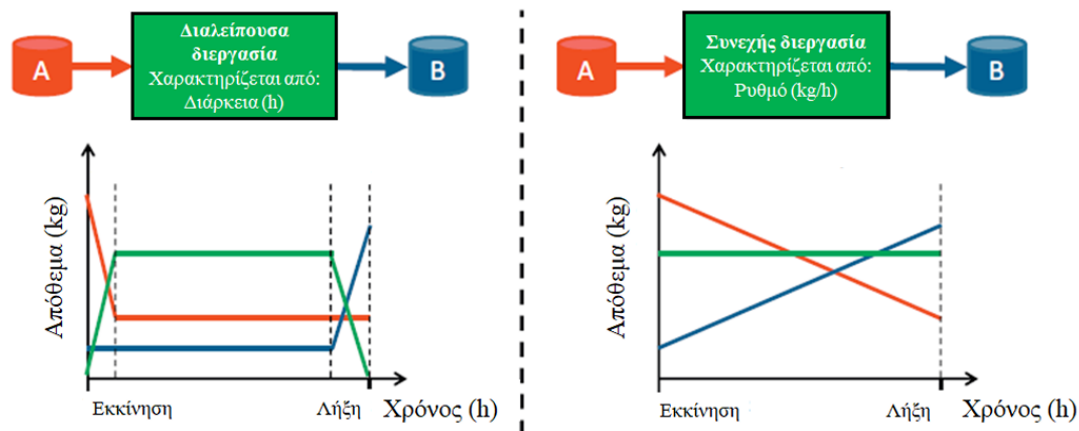 A
Διαλείπουσα
διεργασία
Χαρακτηρίζεται από:
Διάρκεια (h)
B
Απόθεμα (kg)
Εκκίνηση
Λήξη
Χρόνος (h)
A
Συνεχής διεργασία
Χαρακτηρίζεται από:
Ρυθμό (kg/h)
B
Απόθεμα (kg)
Εκκίνηση
Λήξη
Χρόνος (h)